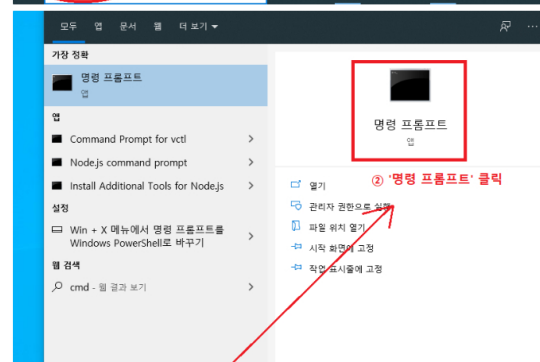 모두 앱 문서 웹 더 보기
가장 정확
명령 프롬프트
앱
앱
Command Prompt for vctl
Node.js command prompt
Install Additional Tools for Node.js
설정
Win + X 메뉴에서 명령 프롬프트를
Windows PowerShell로 바꾸기
웹 검색
cmd - 웹 결과 보기
명령 프롬프트
앱
② '명령 프롬프트' 클릭
열기
관리자 권한으로 실행
파일 위치 열기
시작 화면에 고정
작업 표시줄에 고정